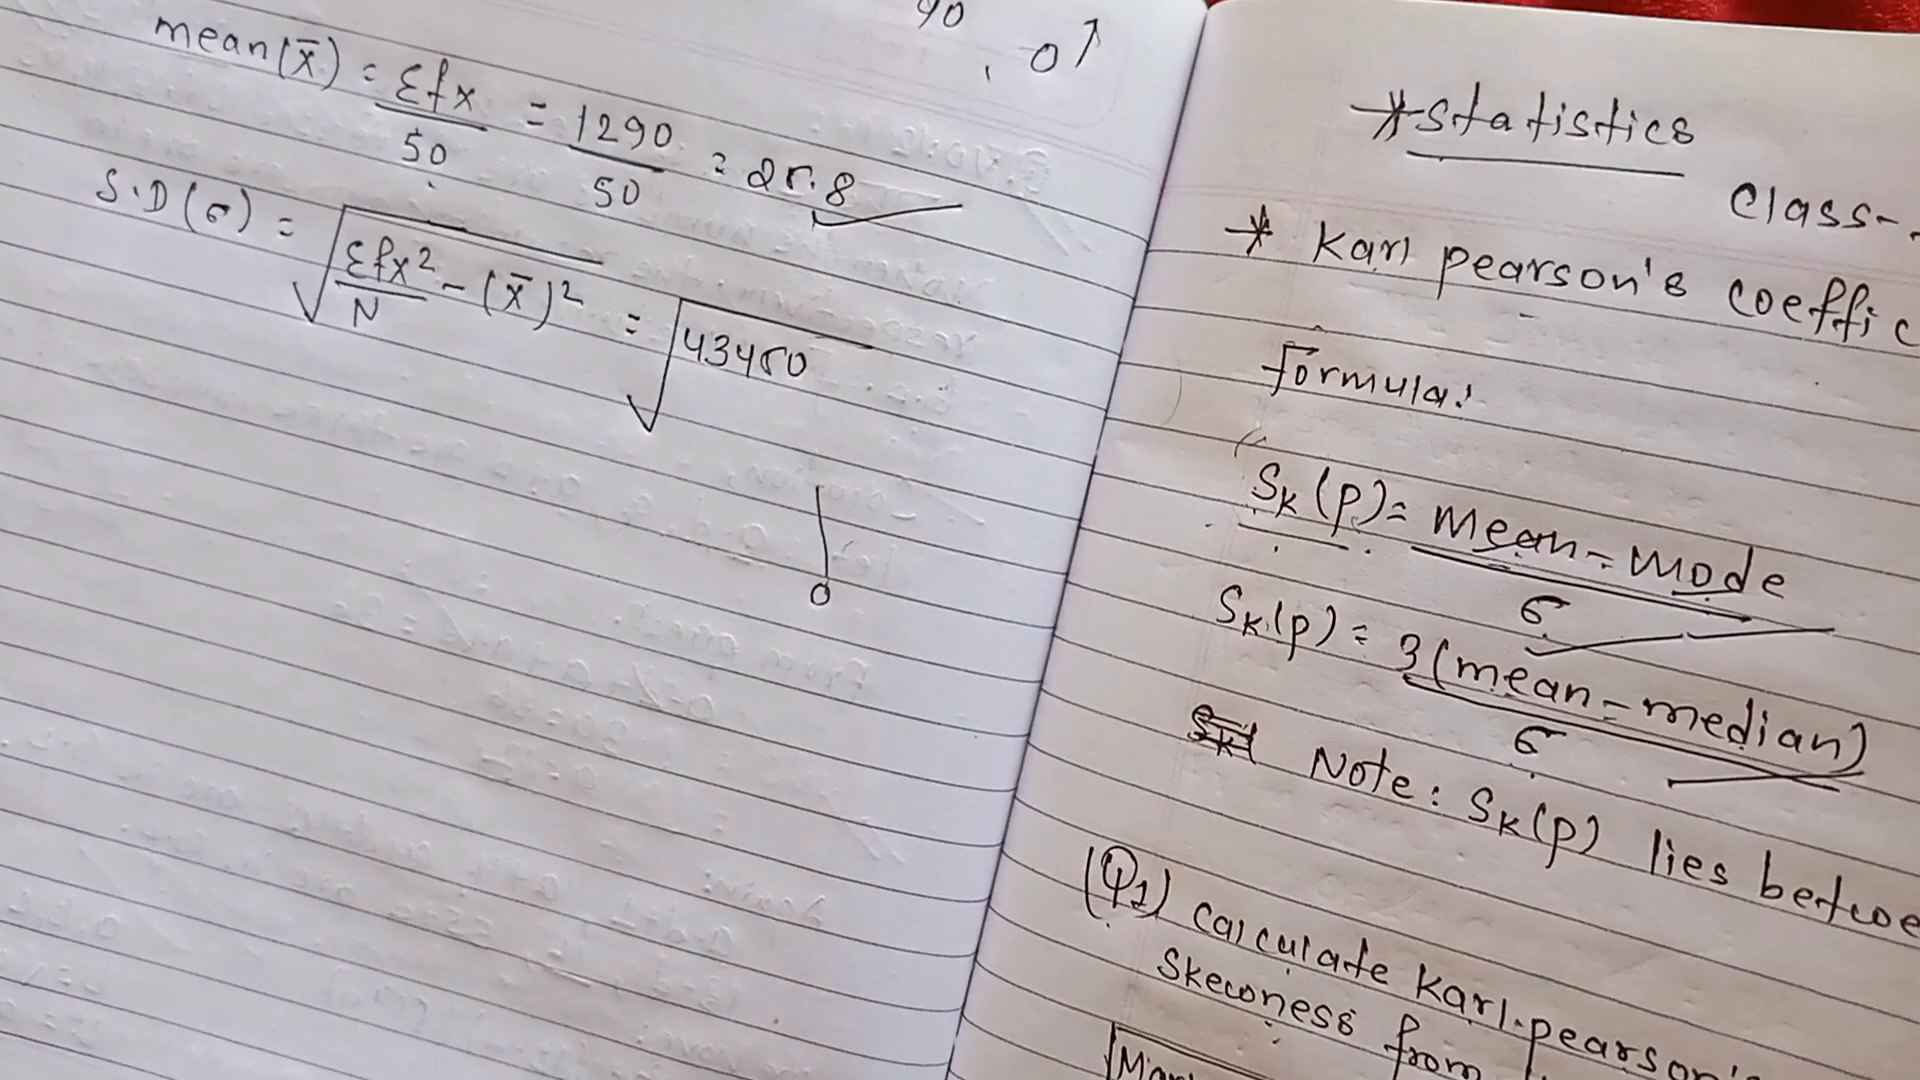 90
0↑
mean(x̄) = Σfx/50 = 1290/50 = 25.8
S.D(σ) = √(Σfx²/N - (x̄)²) = √43450
*statistics
class-
* Karl pearson's coeffic
formula:
Sk(p) = mean - mode/σ
Sk(p) = 3(mean - median)/σ
Note: Sk(p) lies betwe
(Q1) calculate Karl.pearson's
Skewness from
Mar